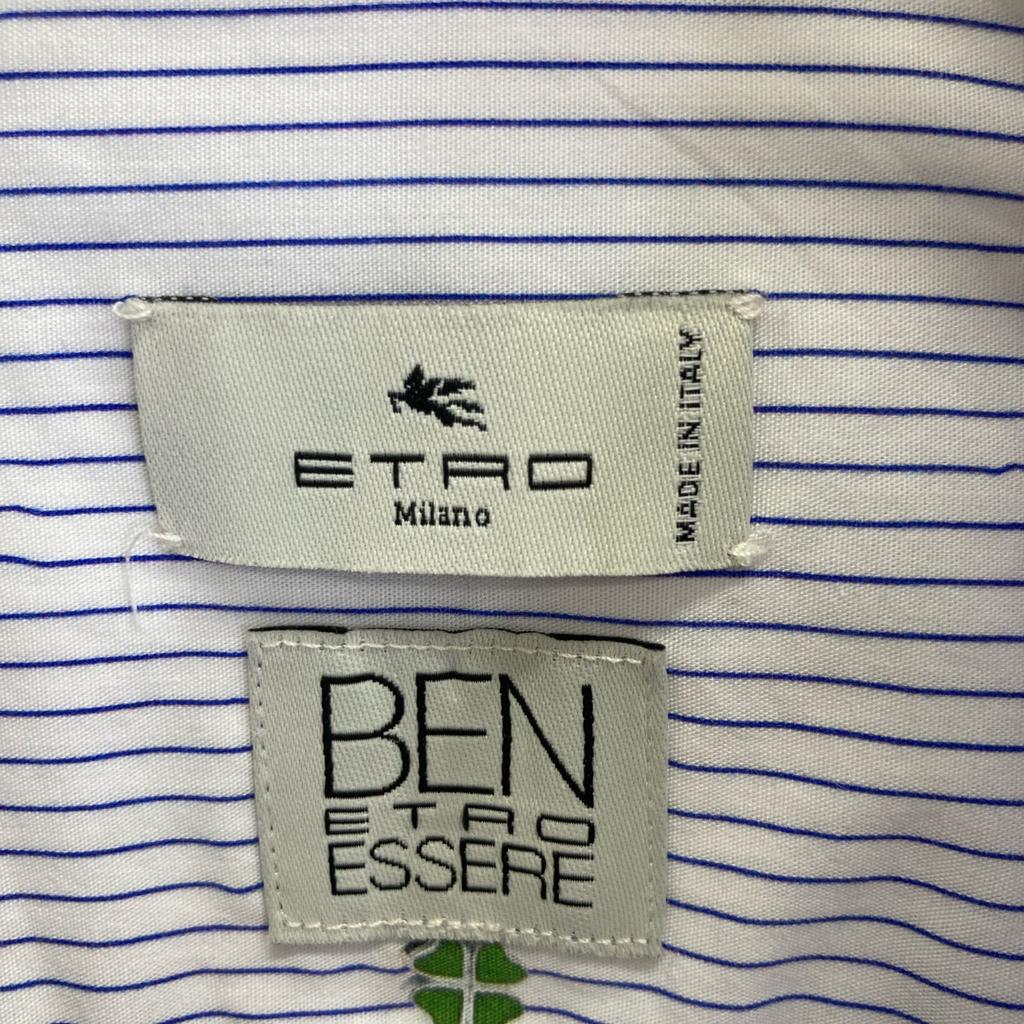 ETRO
Milano
MADE IN ITALY
BEN
ETRO
ESSERE